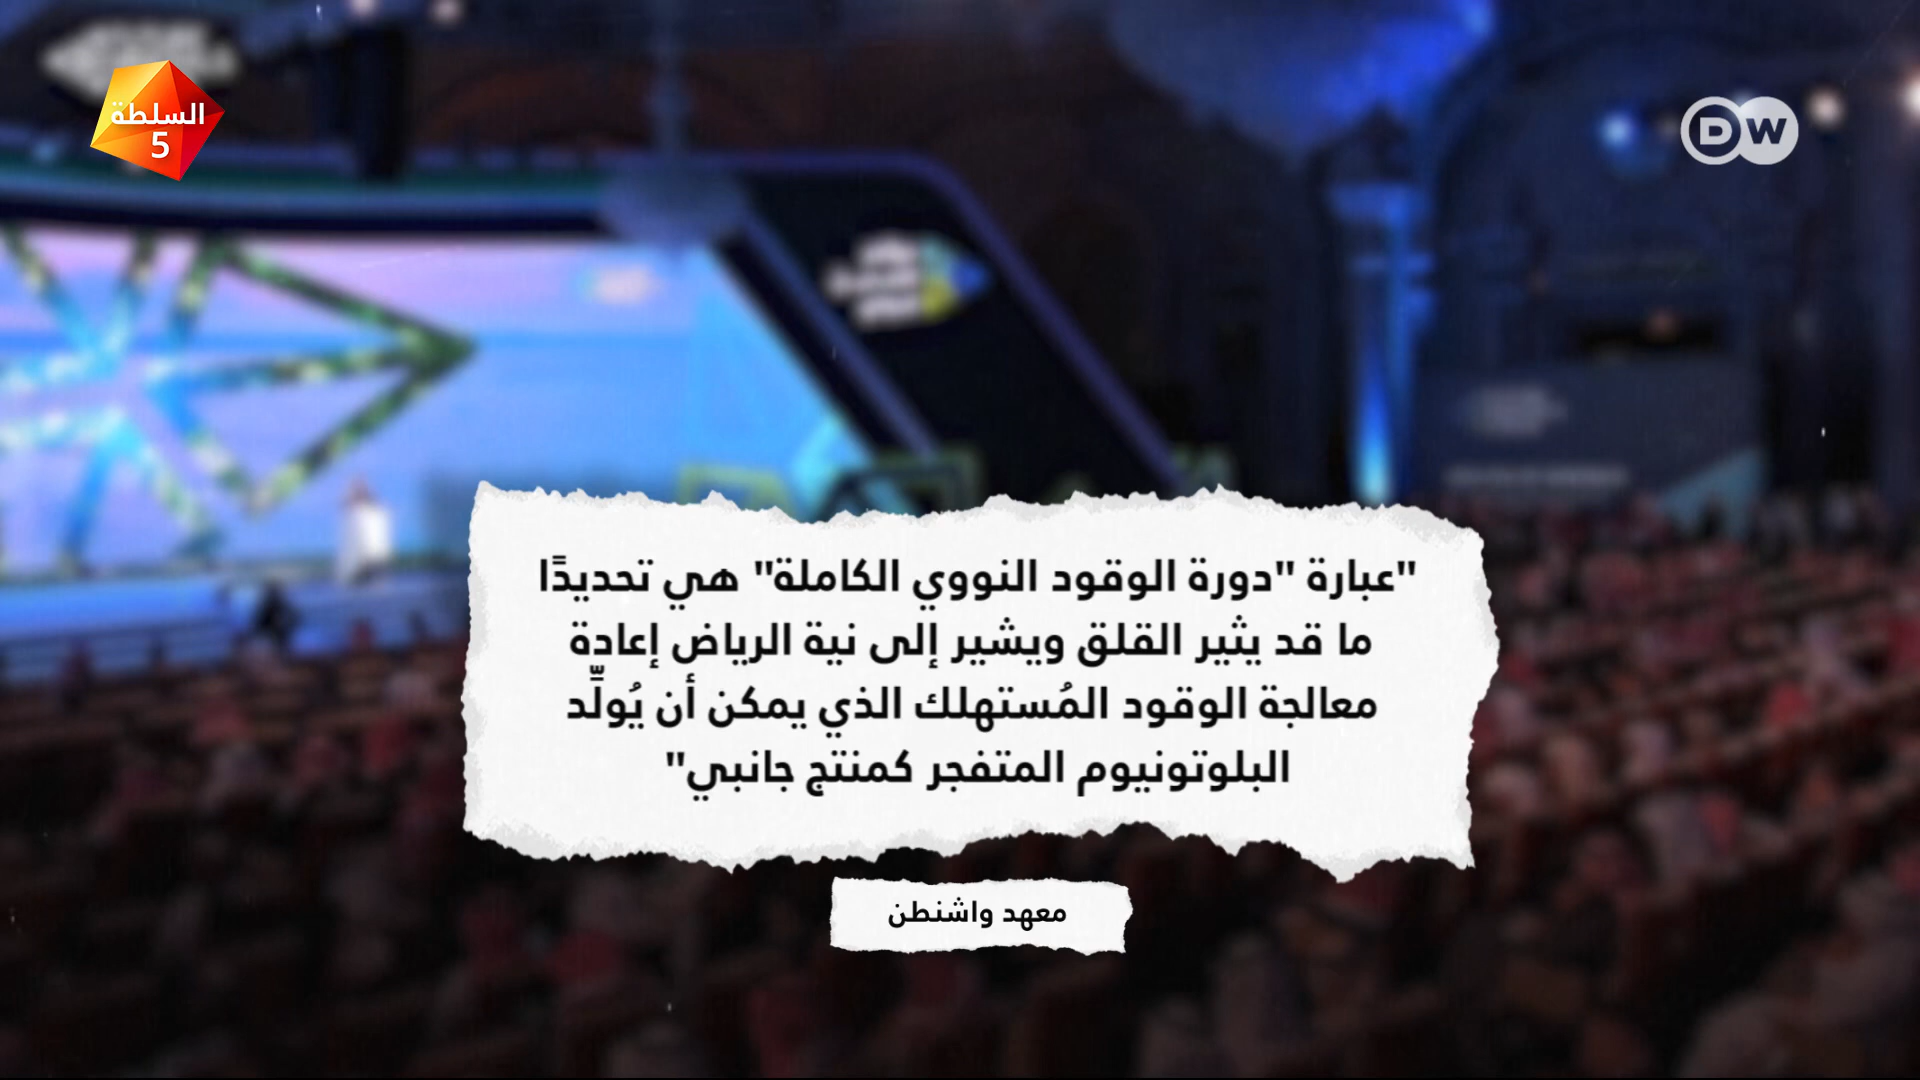 السلطة
5
DW
"عبارة "دورة الوقود النووي الكاملة" هي تحديدًا
ما قد يثير القلق ويشير إلى نية الرياض إعادة
معالجة الوقود المُستهلك الذي يمكن أن يُولِّد
البلوتونيوم المتفجر كمنتج جانبي"
معهد واشنطن